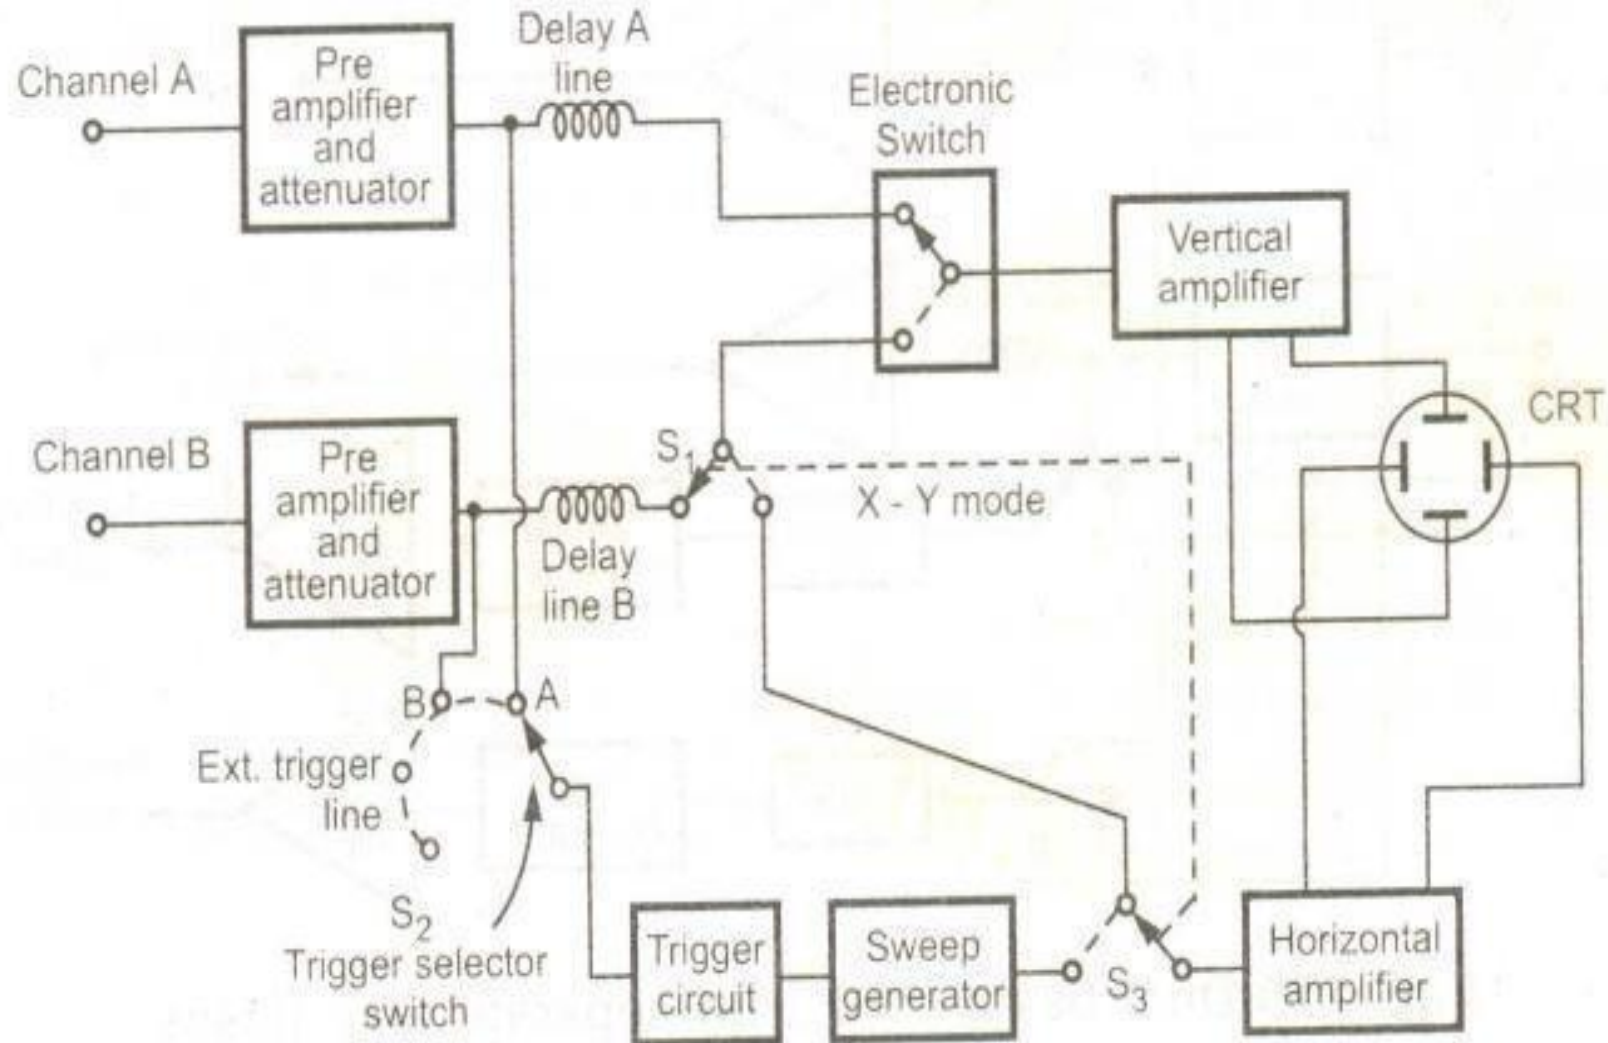 Channel A
Pre
amplifier
and
attenuator
Delay A
line
Electronic
Switch
Vertical
amplifier
CRT
Channel B
Pre
amplifier
and
attenuator
Delay
line B
S1
X - Y mode
B
A
Ext. trigger
line
S2
Trigger selector
switch
Trigger
circuit
Sweep
generator
S3
Horizontal
amplifier